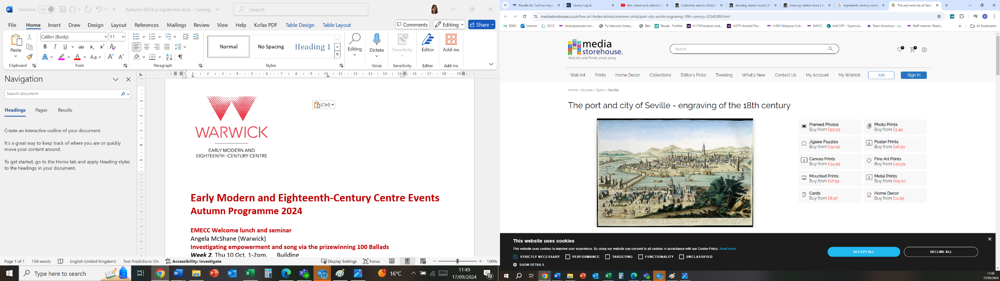 AutoSave On Autumn 2024 programme.docx • Saving... Search
File Home Insert Draw Design Layout References Mailings Review View Help Kofax PDF Table Design Table Layout Comments Editing Share
Calibri (Body) 11
Paste
Normal No Spacing Heading 1
Editing Dictate Sensitivity Editor Add-ins
Clipboard Font Paragraph Styles Voice Sensitivity Editor Add-ins
Navigation
Search document
Headings Pages Results
Create an interactive outline of your document.
It's a great way to keep track of where you are or quickly
move your content around.
To get started, go to the Home tab and apply Heading styles
to the headings in your document.
(Ctrl)
WARWICK
EARLY MODERN AND
EIGHTEENTH-CENTURY CENTRE
Early Modern and Eighteenth-Century Centre Events
Autumn Programme 2024
EMECC Welcome lunch and seminar
Angela McShane (Warwick)
Investigating empowerment and song via the prizewinning 100 Ballads
Week 2, Thu 10 Oct, 1-2pm, Building
Page 1 of 1 158 words English (United Kingdom) Text Predictions: On Accessibility: Investigate Display Settings Focus 100%
Type here to search 16°C 11:49
17/09/2024 10
Results for "sullivan beyo Library Log in War, travel and cultural e Collection search | British drawing; sketch-book | B drawing; sketch-book | B eighteenth century seville The port and city of Sevill
mediastorehouse.co.uk/fine-art-finder/artists/unknown-artist/port-city-seville-engraving-18th-century-22545380.html
EEBO Hotmail EECO Undergraduate Han... Try Warwick library... Talis Tabula - Profiles HI179:Deviance and... HI275 Moodle:The... HI993 Religious Cult... EMECC M4CVPP - Supervisi... Team Knowhow - Lo... Staff Intranet: Teachi... All Bookmarks
media
storehouse
Wall Art and Prints since 2003
Search
0 0
Wall Art Prints Home Decor Collections Editor's Picks Trending What's New Contact Us My Account My Wishlist Join Sign In
Home > Europe > Spain > Seville
The port and city of Seville - engraving of the 18th century
Framed Photos
Buy from £59.99
Photo Prints
Buy from £9.49
Jigsaw Puzzles
Buy from £32.99
Poster Prints
Buy from £16.99
Canvas Prints
Buy from £34.99
Fine Art Prints
Buy from £49.99
Mounted Prints
Buy from £17.99
Metal Prints
Buy from £69.00
Cards
Buy from £8.97
Home Decor
Buy from £11.99
This website uses cookies
This website uses cookies to improve user experience. By using our website you consent to all cookies in accordance with our Cookie Policy. Read more
STRICTLY NECESSARY PERFORMANCE TARGETING FUNCTIONALITY UNCLASSIFIED
SHOW DETAILS
ACCEPT ALL DECLINE ALL
11:49
17/09/2024